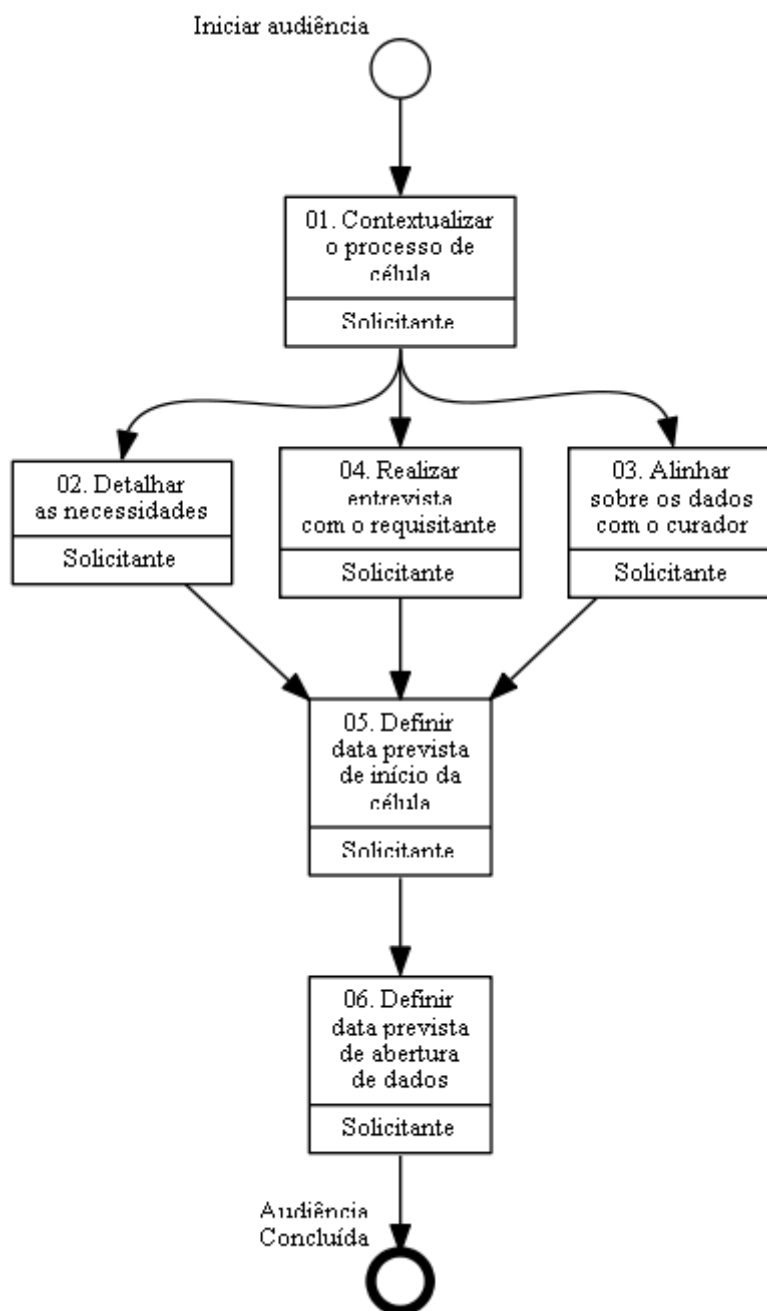 Iniciar audiência
01. Contextualizar
o processo de
célula
Solicitante
02. Detalhar
as necessidades
Solicitante
04. Realizar
entrevista
com o requisitante
Solicitante
03. Alinhar
sobre os dados
com o curador
Solicitante
05. Definir
data prevista
de início da
célula
Solicitante
06. Definir
data prevista
de abertura
de dados
Solicitante
Audiência
Concluída